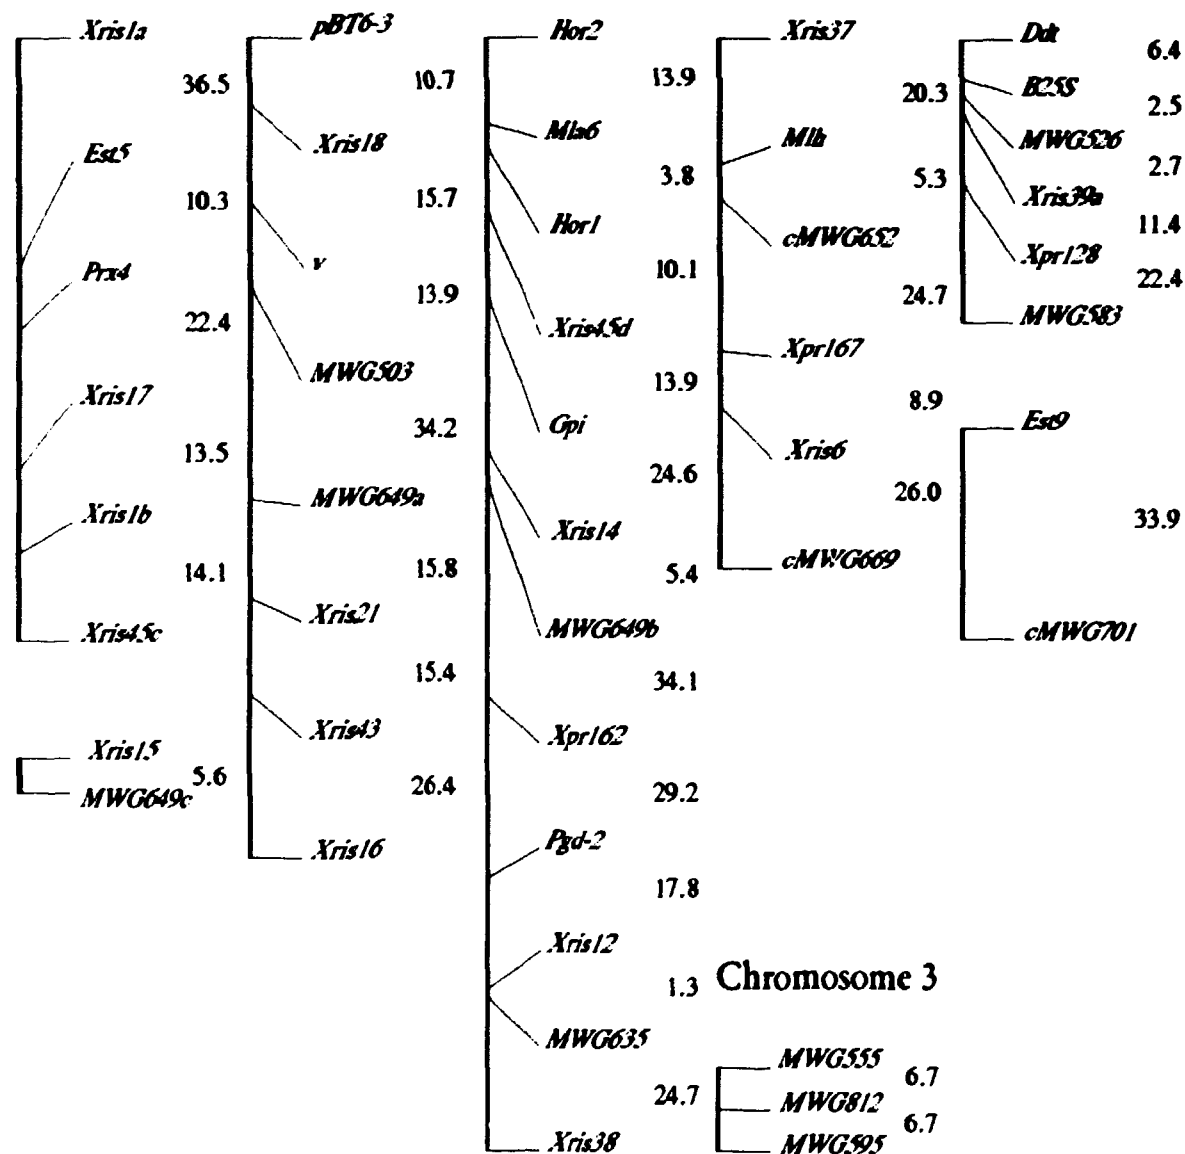 Xris1a
36.5
Est5
10.3
Prx4
22.4
Xris17
13.5
Xris1b
14.1
Xris45c
Xris15
5.6
MWG649c
pBT6-3
10.7
Xris18
15.7
v
13.9
MWG503
34.2
MWG649a
15.8
Xris21
15.4
Xris43
26.4
Xris16
Hor2
13.9
Mla6
3.8
Hor1
10.1
Xris45d
13.9
Gpi
24.6
Xris14
5.4
MWG649b
34.1
Xpr162
29.2
Pgd-2
17.8
Xris12
1.3
MWG635
24.7
Xris38
Xris37
20.3
Mlh
5.3
cMWG652
24.7
Xpr167
8.9
Xris6
26.0
cMWG669
Ddt
6.4
B25S
2.5
MWG526
2.7
Xris39a
11.4
Xpr128
22.4
MWG583
Est9
33.9
cMWG701
Chromosome 3
MWG555
6.7
MWG812
6.7
MWG595